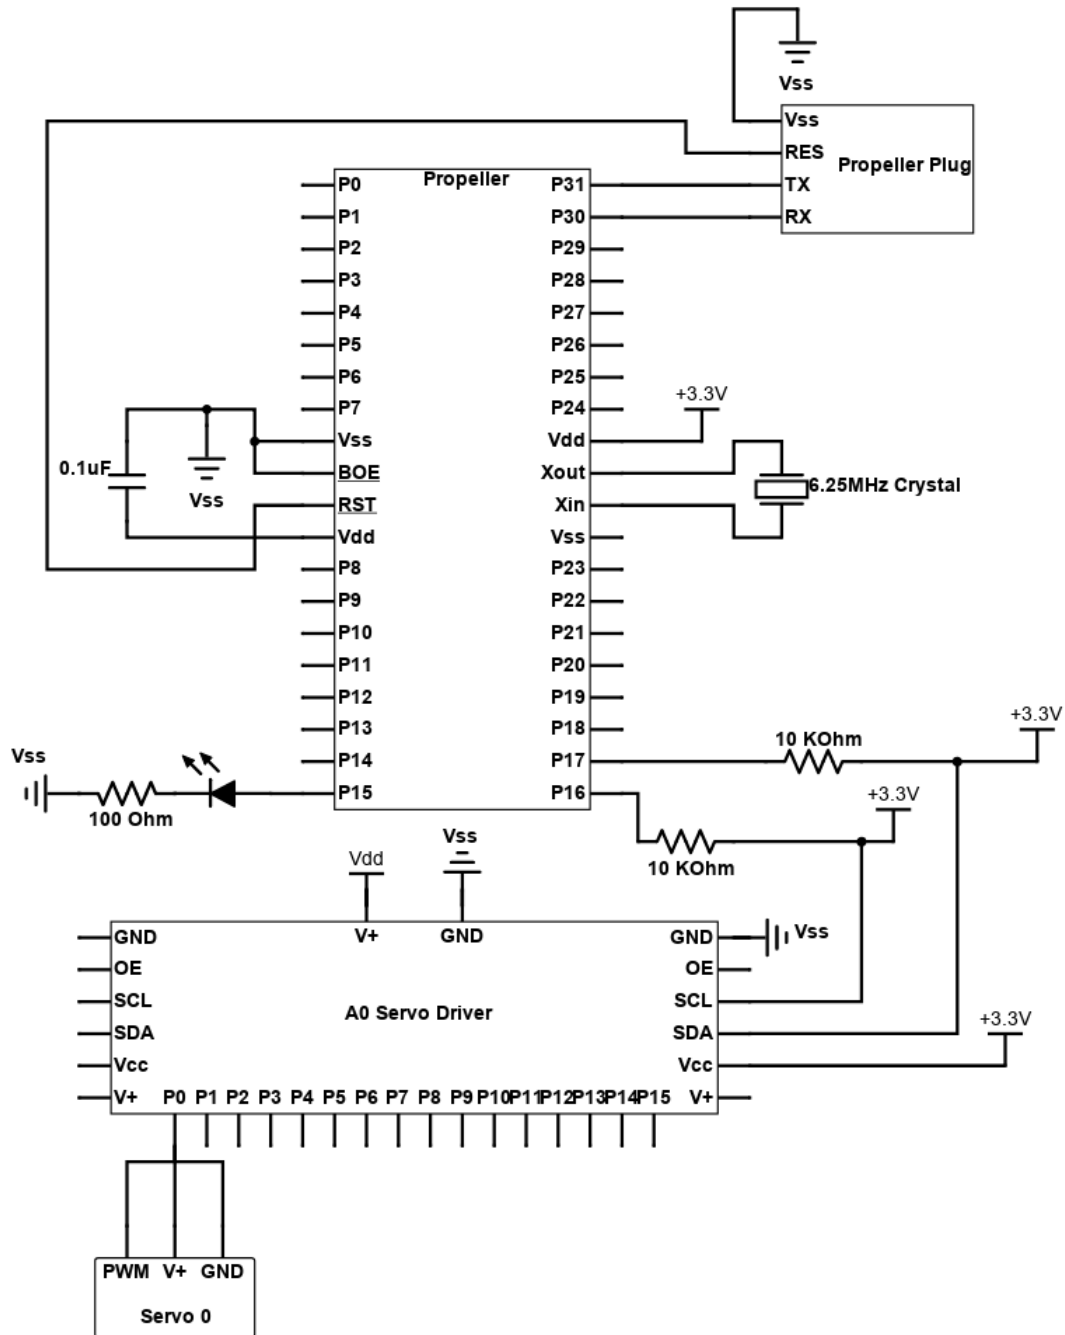 Vss
Vss
RES
TX
RX
Propeller Plug
Propeller
P0
P1
P2
P3
P4
P5
P6
P7
Vss
BOE
RST
Vdd
P8
P9
P10
P11
P12
P13
P14
P15
P31
P30
P29
P28
P27
P26
P25
P24
Vdd
Xout
Xin
Vss
P23
P22
P21
P20
P19
P18
P17
P16
0.1uF
Vss
+3.3V
6.25MHz Crystal
Vss
100 Ohm
10 KOhm
+3.3V
+3.3V
10 KOhm
Vdd
Vss
V+
GND
GND
OE
SCL
SDA
Vcc
V+
A0 Servo Driver
GND
OE
SCL
SDA
Vcc
V+
Vss
+3.3V
P0 P1 P2 P3 P4 P5 P6 P7 P8 P9 P10 P11 P12 P13 P14 P15
PWM V+ GND
Servo 0